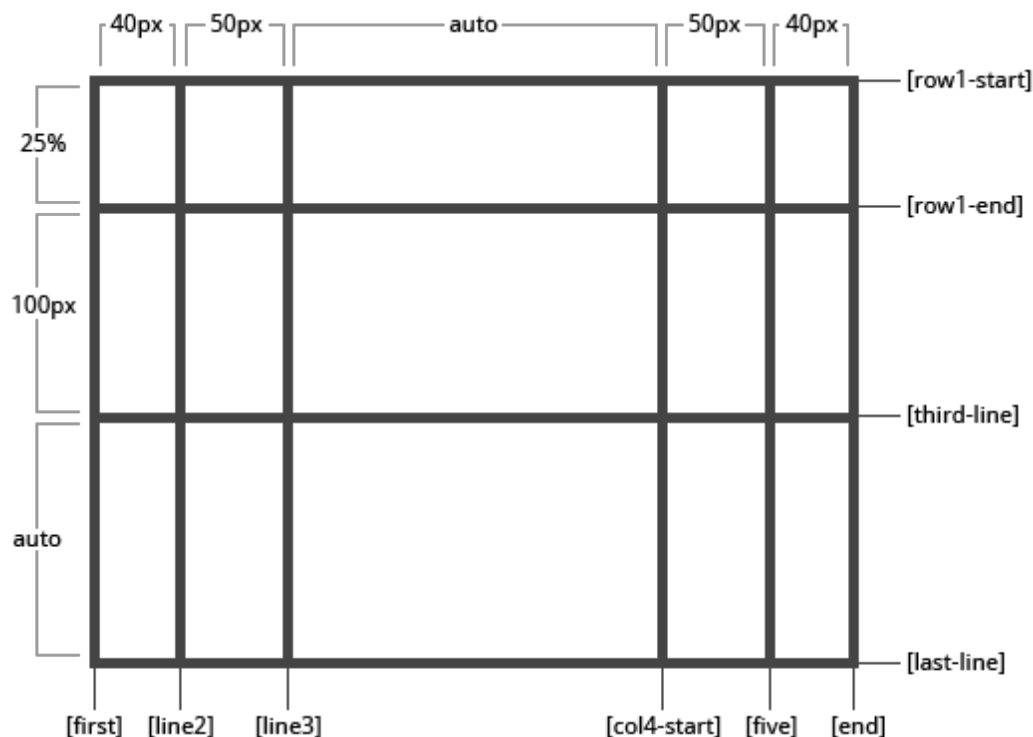 40px 50px auto 50px 40px
[row1-start]
25%
[row1-end]
100px
[third-line]
auto
[last-line]
[first] [line2] [line3] [col4-start] [five] [end]